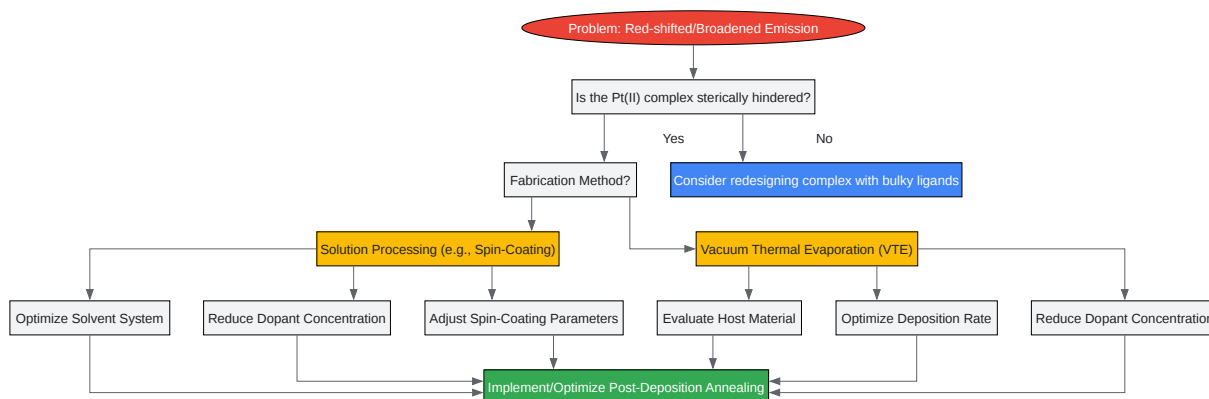 Problem: Red-shifted/Broadened Emission
Is the Pt(II) complex sterically hindered?
Yes
No
Fabrication Method?
Consider redesigning complex with bulky ligands
Solution Processing (e.g., Spin-Coating)
Vacuum Thermal Evaporation (VTE)
Optimize Solvent System
Reduce Dopant Concentration
Adjust Spin-Coating Parameters
Evaluate Host Material
Optimize Deposition Rate
Reduce Dopant Concentration
Implement/Optimize Post-Deposition Annealing